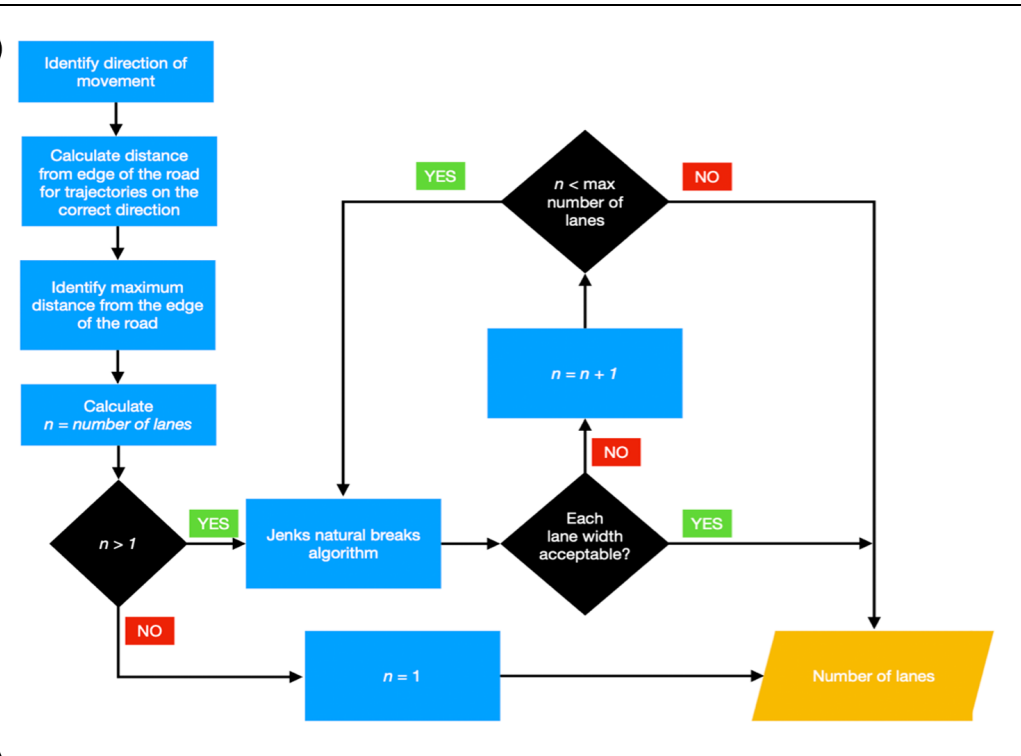 Identify direction of
movement
Calculate distance
from edge of the road
for trajectories on the
correct direction
Identify maximum
distance from the edge
of the road
Calculate
n = number of lanes
n > 1
YES
NO
Jenks natural breaks
algorithm
Each
lane width
acceptable?
YES
NO
n = n + 1
n < max
number of
lanes
YES
NO
n = 1
Number of lanes